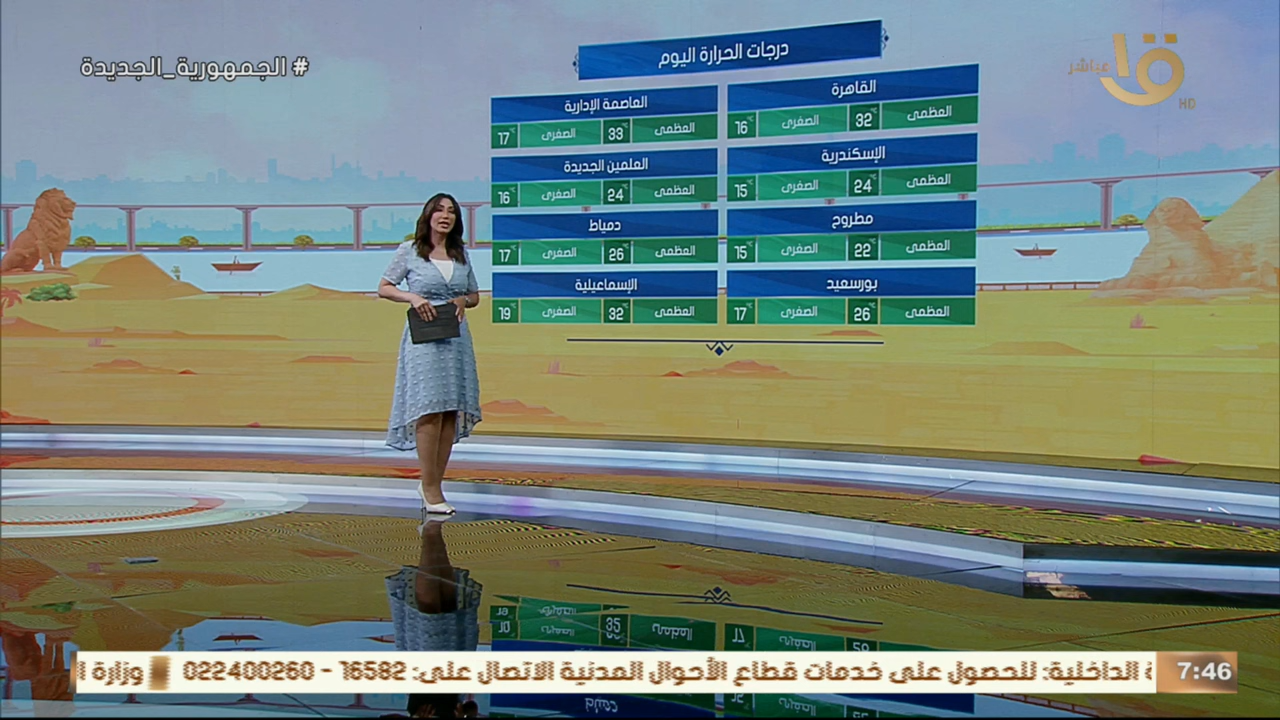 #الجمهورية_الجديدة
مباشر
HD
درجات الحرارة اليوم
القاهرة
العظمى 32°C الصغرى 16°C
العاصمة الإدارية
العظمى 33°C الصغرى 17°C
الإسكندرية
العظمى 24°C الصغرى 15°C
العلمين الجديدة
العظمى 24°C الصغرى 16°C
مطروح
العظمى 22°C الصغرى 15°C
دمياط
العظمى 26°C الصغرى 17°C
بورسعيد
العظمى 26°C الصغرى 17°C
الإسماعيلية
العظمى 32°C الصغرى 19°C
7:46
الداخلية: للحصول على خدمات قطاع الأحوال المدنية الاتصال على: 16582 - 022400260 وزارة